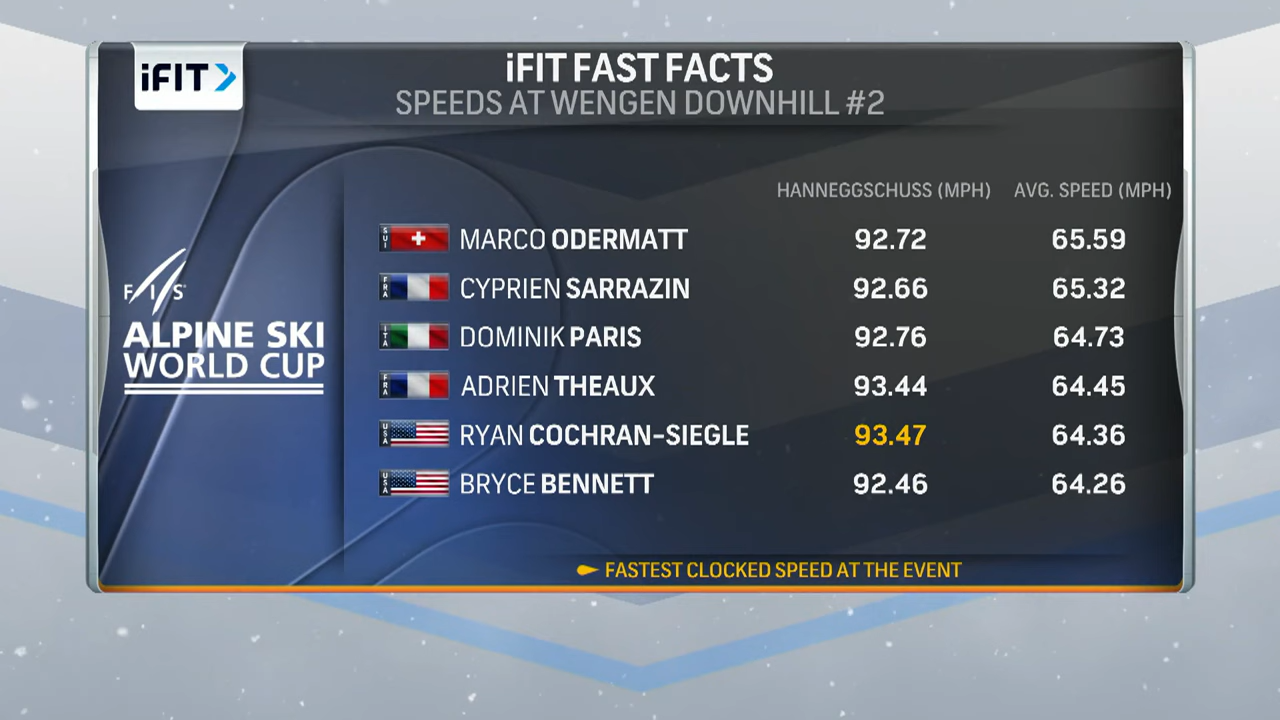 iFIT
iFIT FAST FACTS
SPEEDS AT WENGEN DOWNHILL #2
HANNEGGSCHUSS (MPH) AVG. SPEED (MPH)
SUI MARCO ODERMATT 92.72 65.59
FRA CYPRIEN SARRAZIN 92.66 65.32
ITA DOMINIK PARIS 92.76 64.73
FRA ADRIEN THEAUX 93.44 64.45
USA RYAN COCHRAN-SIEGLE 93.47 64.36
USA BRYCE BENNETT 92.46 64.26
FIS
ALPINE SKI
WORLD CUP
FASTEST CLOCKED SPEED AT THE EVENT